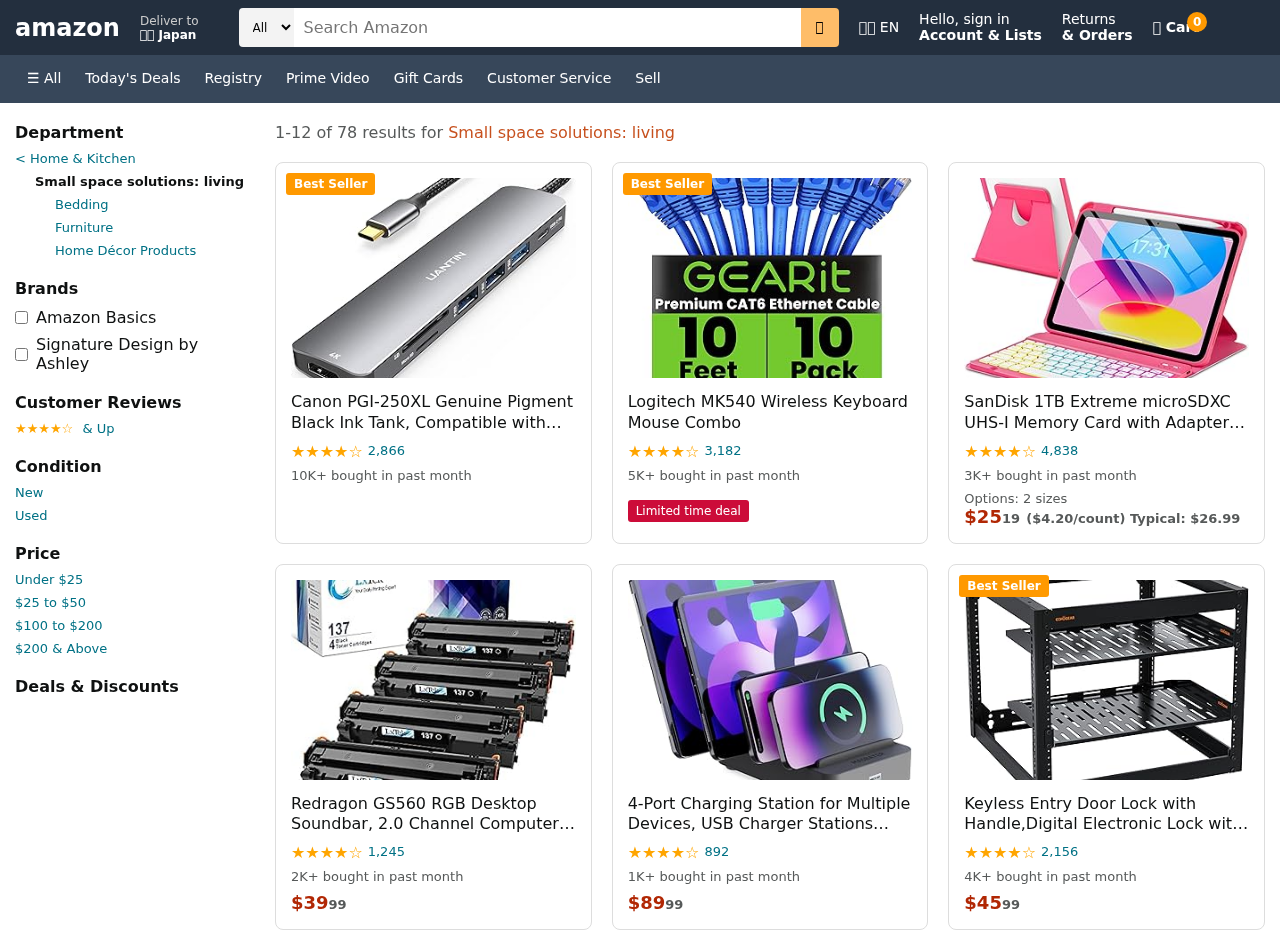 amazon
Deliver to
Japan
All
Search Amazon
EN
Hello, sign in
Account & Lists
Returns
& Orders
0
☰ All
Today's Deals
Registry
Prime Video
Gift Cards
Customer Service
Sell
Department
< Home & Kitchen
Small space solutions: living
Bedding
Furniture
Home Décor Products
Brands
Amazon Basics
Signature Design by
Ashley
Customer Reviews
★★★★☆ & Up
Condition
New
Used
Price
Under $25
$25 to $50
$100 to $200
$200 & Above
Deals & Discounts
1-12 of 78 results for Small space solutions: living
Best Seller
UANTIN
4K
Canon PGI-250XL Genuine Pigment
Black Ink Tank, Compatible with…
★★★★☆ 2,866
10K+ bought in past month
Best Seller
GEARit
Premium CAT6 Ethernet Cable
10 10
Feet Pack
Logitech MK540 Wireless Keyboard
Mouse Combo
★★★★☆ 3,182
5K+ bought in past month
Limited time deal
17:31
SanDisk 1TB Extreme microSDXC
UHS-I Memory Card with Adapter…
★★★★☆ 4,838
3K+ bought in past month
Options: 2 sizes
$25 19 ($4.20/count) Typical: $26.99
137
4
137
137
137
Redragon GS560 RGB Desktop
Soundbar, 2.0 Channel Computer…
★★★★☆ 1,245
2K+ bought in past month
$39 99
4-Port Charging Station for Multiple
Devices, USB Charger Stations…
★★★★☆ 892
1K+ bought in past month
$89 99
Best Seller
Keyless Entry Door Lock with
Handle,Digital Electronic Lock wit…
★★★★☆ 2,156
4K+ bought in past month
$45 99